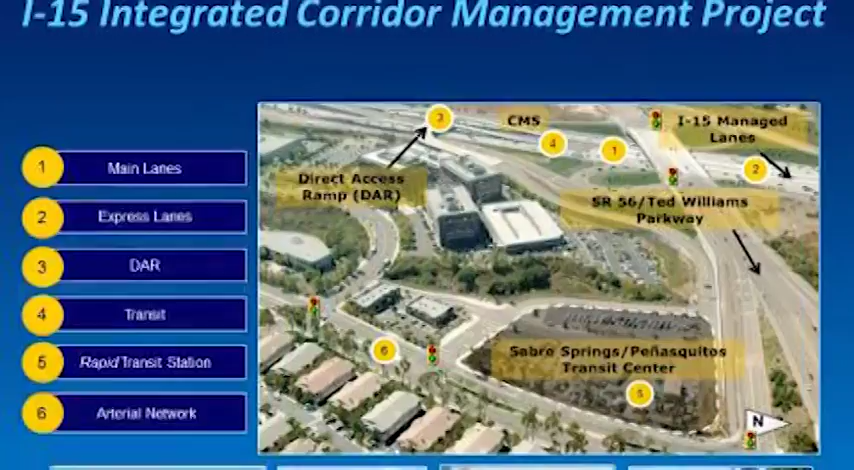 I-15 Integrated Corridor Management Project
1 Main Lanes
2 Express Lanes
3 DAR
4 Transit
5 Rapid Transit Station
6 Arterial Network
3
CMS
4
1
I-15 Managed
Lanes
2
Direct Access
Ramp (DAR)
SR 56/Ted Williams
Parkway
6
Sabre Springs/Peñasquitos
Transit Center
5
N